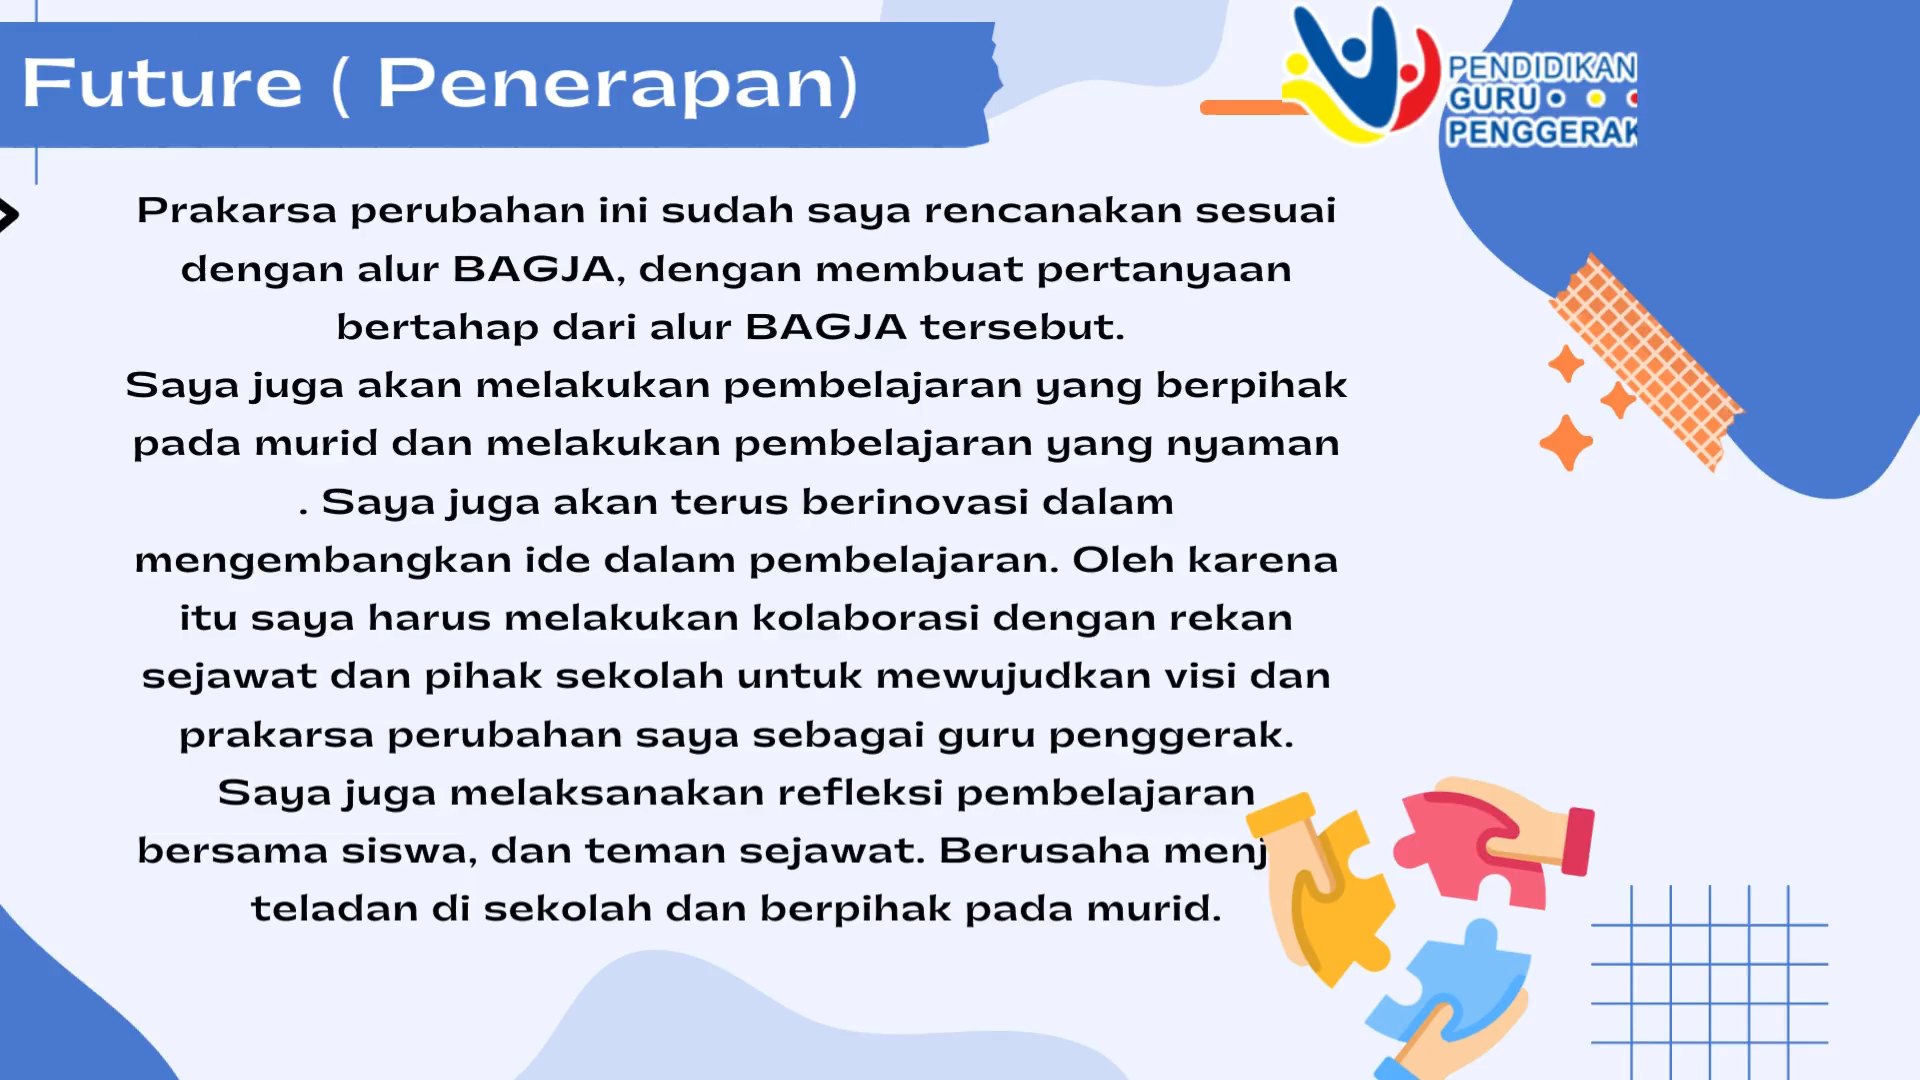 Future ( Penerapan)
PENDIDIKAN
GURU
PENGGERAK
Prakarsa perubahan ini sudah saya rencanakan sesuai
dengan alur BAGJA, dengan membuat pertanyaan
bertahap dari alur BAGJA tersebut.
Saya juga akan melakukan pembelajaran yang berpihak
pada murid dan melakukan pembelajaran yang nyaman
. Saya juga akan terus berinovasi dalam
mengembangkan ide dalam pembelajaran. Oleh karena
itu saya harus melakukan kolaborasi dengan rekan
sejawat dan pihak sekolah untuk mewujudkan visi dan
prakarsa perubahan saya sebagai guru penggerak.
Saya juga melaksanakan refleksi pembelajaran
bersama siswa, dan teman sejawat. Berusaha
teladan di sekolah dan berpihak pada murid.